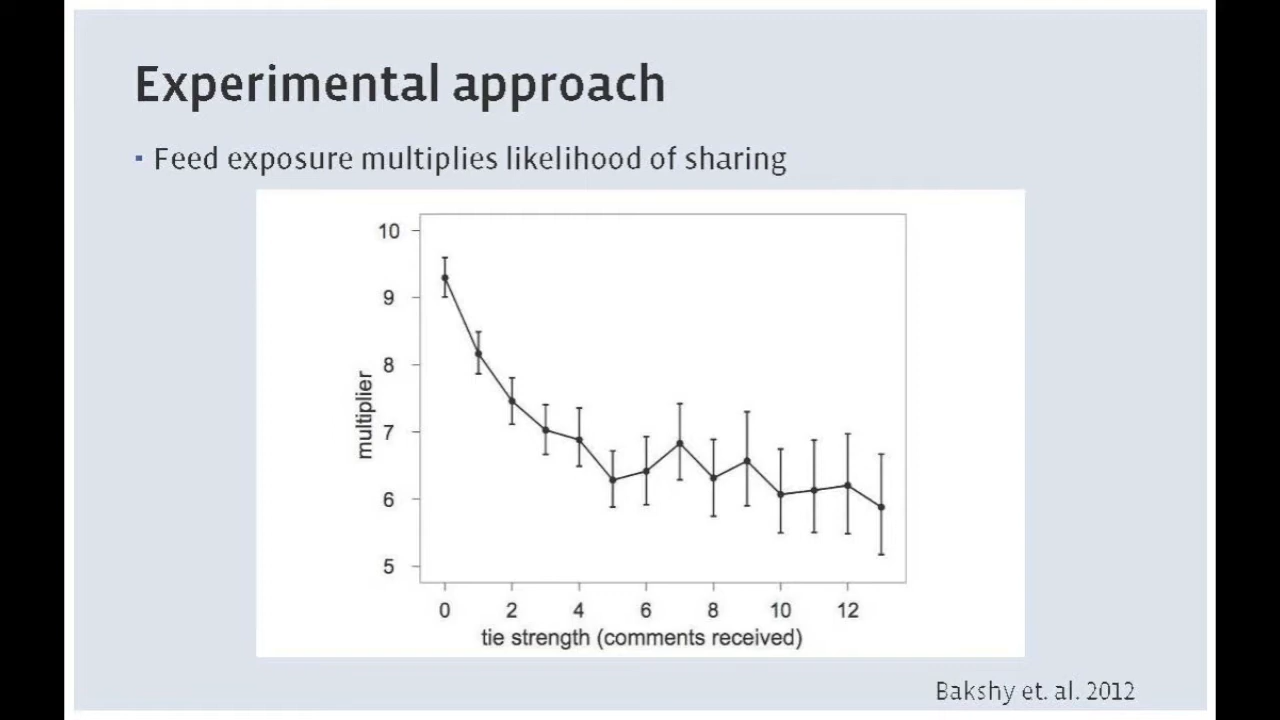 Experimental approach
▪ Feed exposure multiplies likelihood of sharing
10
9
8
7
6
5
multiplier
0 2 4 6 8 10 12
tie strength (comments received)
Bakshy et. al. 2012